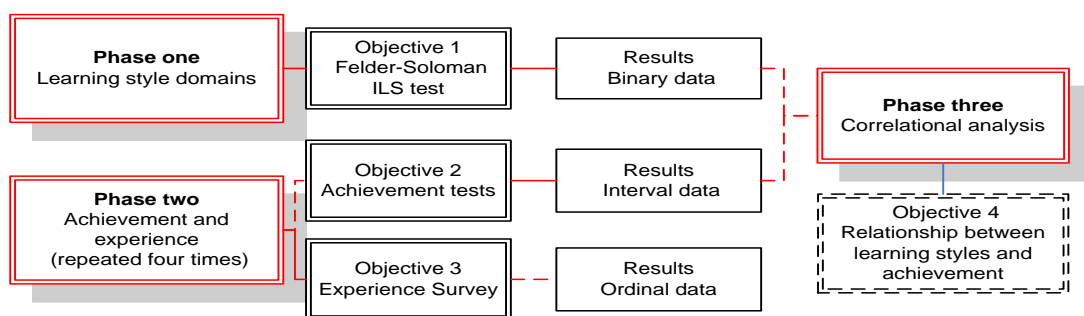 Phase one
Learning style domains
Objective 1
Felder-Soloman
ILS test
Results
Binary data
Phase two
Achievement and
experience
(repeated four times)
Objective 2
Achievement tests
Results
Interval data
Objective 3
Experience Survey
Results
Ordinal data
Phase three
Correlational analysis
Objective 4
Relationship between
learning styles and
achievement